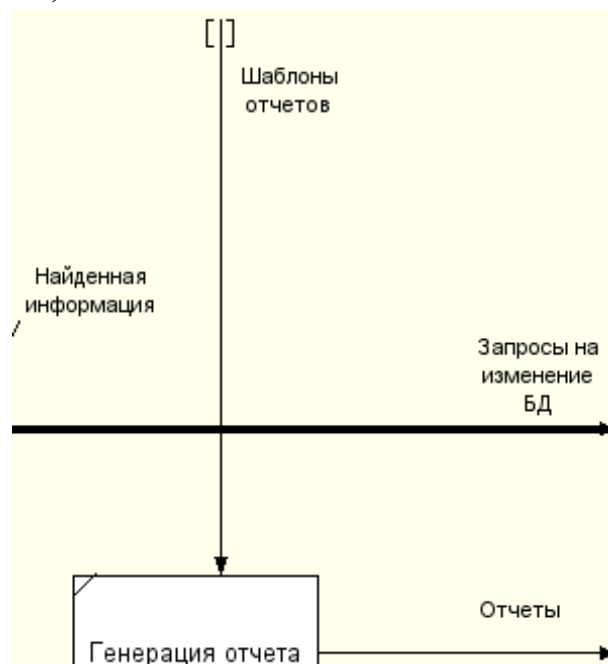 Шаблоны
отчетов
Найденная
информация
Запросы на
изменение
БД
Отчеты
Генерация отчета